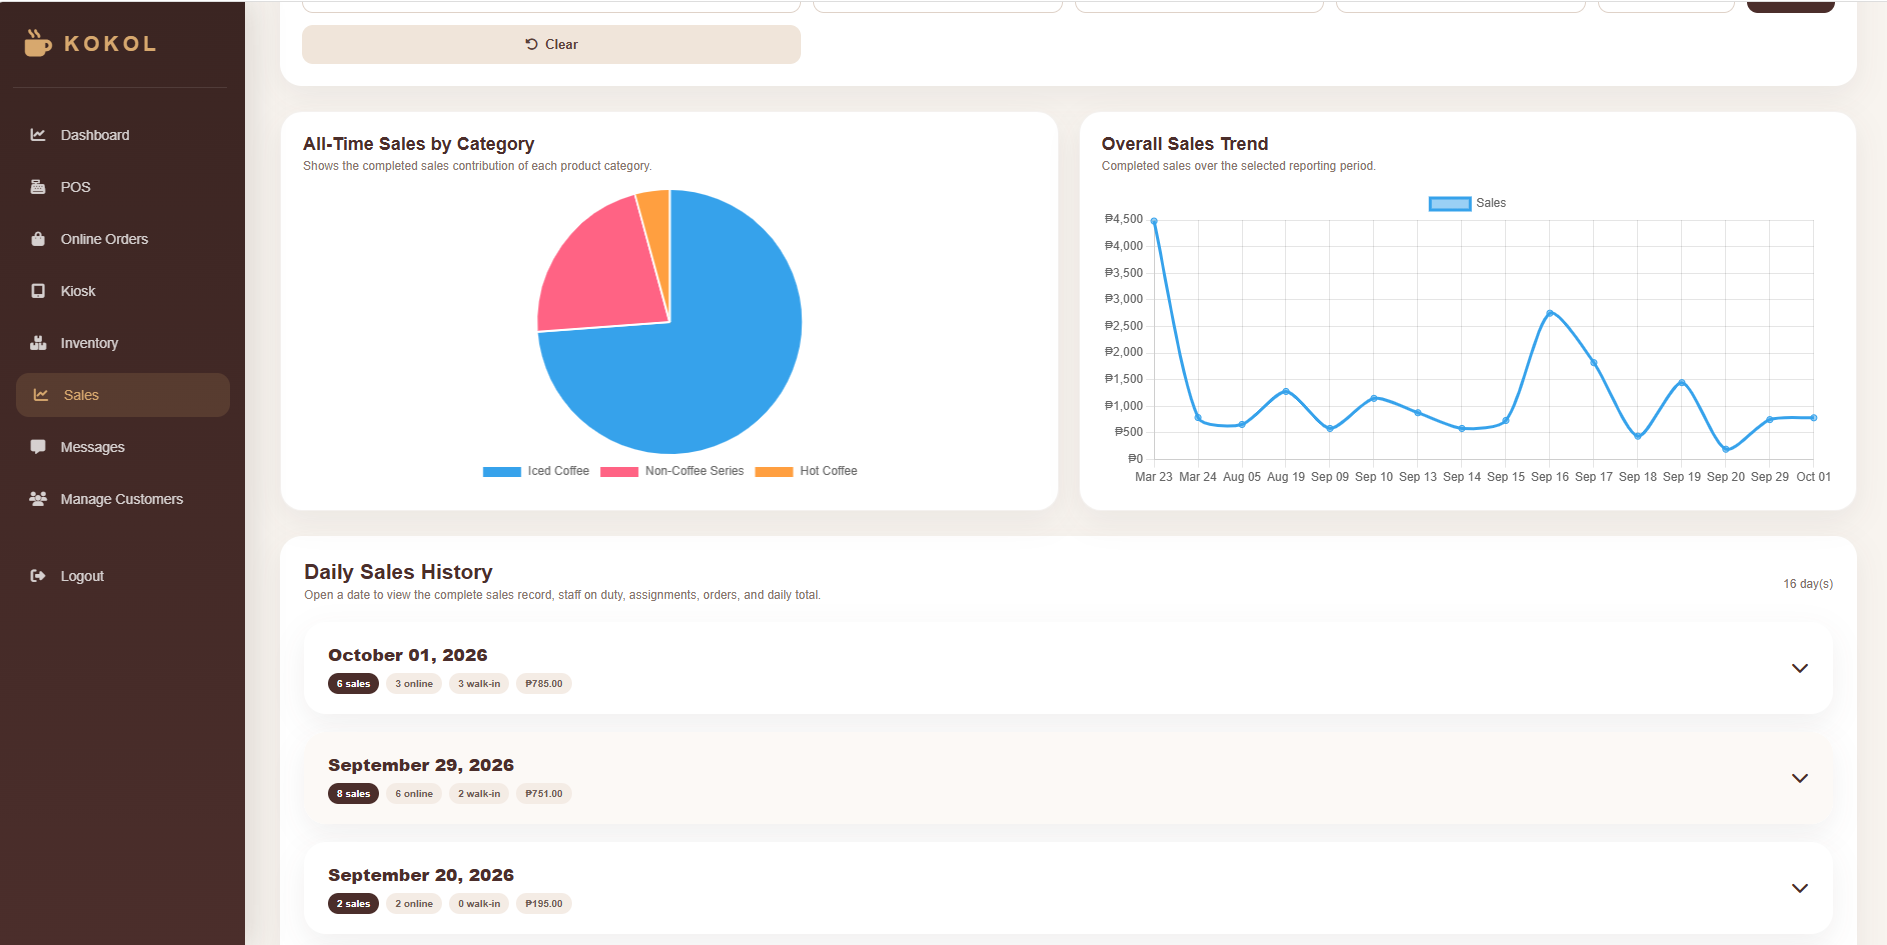 KOKOL
Dashboard
POS
Online Orders
Kiosk
Inventory
Sales
Messages
Manage Customers
Logout
Clear
All-Time Sales by Category
Shows the completed sales contribution of each product category.
Iced Coffee Non-Coffee Series Hot Coffee
Overall Sales Trend
Completed sales over the selected reporting period.
Sales
₱4,500
₱4,000
₱3,500
₱3,000
₱2,500
₱2,000
₱1,500
₱1,000
₱500
₱0
Mar 23 Mar 24 Aug 05 Aug 19 Sep 09 Sep 10 Sep 13 Sep 14 Sep 15 Sep 16 Sep 17 Sep 18 Sep 19 Sep 20 Sep 29 Oct 01
Daily Sales History
Open a date to view the complete sales record, staff on duty, assignments, orders, and daily total.
16 day(s)
October 01, 2026
6 sales 3 online 3 walk-in ₱785.00
September 29, 2026
8 sales 6 online 2 walk-in ₱751.00
September 20, 2026
2 sales 2 online 0 walk-in ₱195.00